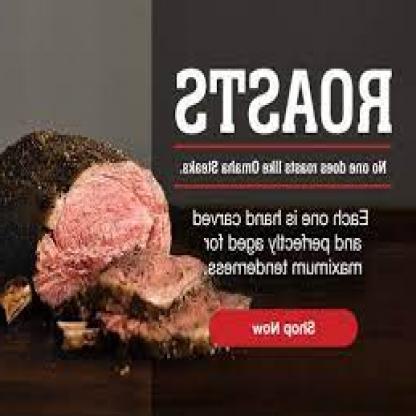 ROASTS
No one does roasts like Omaha Steaks.
Each one is hand carved
and perfectly aged for
maximum tenderness.
Shop Now